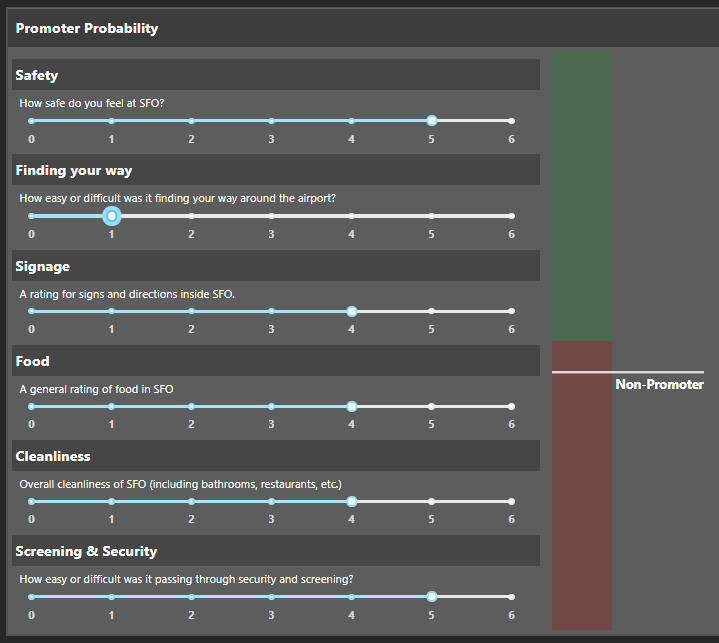 Promoter Probability
Safety
How safe do you feel at SFO?
0 1 2 3 4 5 6
Finding your way
How easy or difficult was it finding your way around the airport?
0 1 2 3 4 5 6
Signage
A rating for signs and directions inside SFO.
0 1 2 3 4 5 6
Food
Non-Promoter
A general rating of food in SFO
0 1 2 3 4 5 6
Cleanliness
Overall cleanliness of SFO (including bathrooms, restaurants, etc.)
0 1 2 3 4 5 6
Screening & Security
How easy or difficult was it passing through security and screening?
0 1 2 3 4 5 6